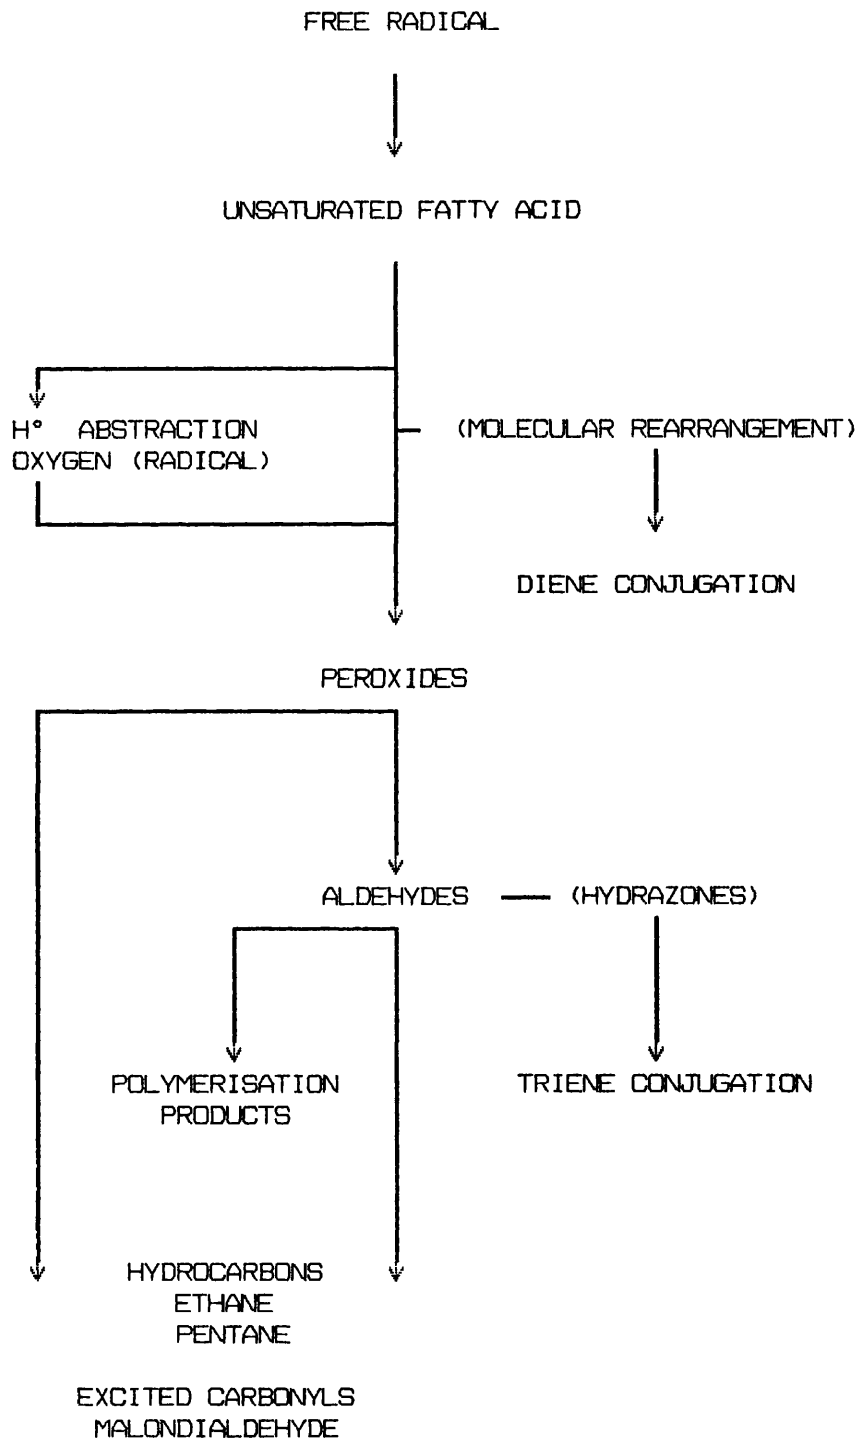 FREE RADICAL
UNSATURATED FATTY ACID
H° ABSTRACTION
OXYGEN (RADICAL)
(MOLECULAR REARRANGEMENT)
DIENE CONJUGATION
PEROXIDES
ALDEHYDES
(HYDRAZONES)
POLYMERISATION
PRODUCTS
TRIENE CONJUGATION
HYDROCARBONS
ETHANE
PENTANE
EXCITED CARBONYLS
MALONDIALDEHYDE